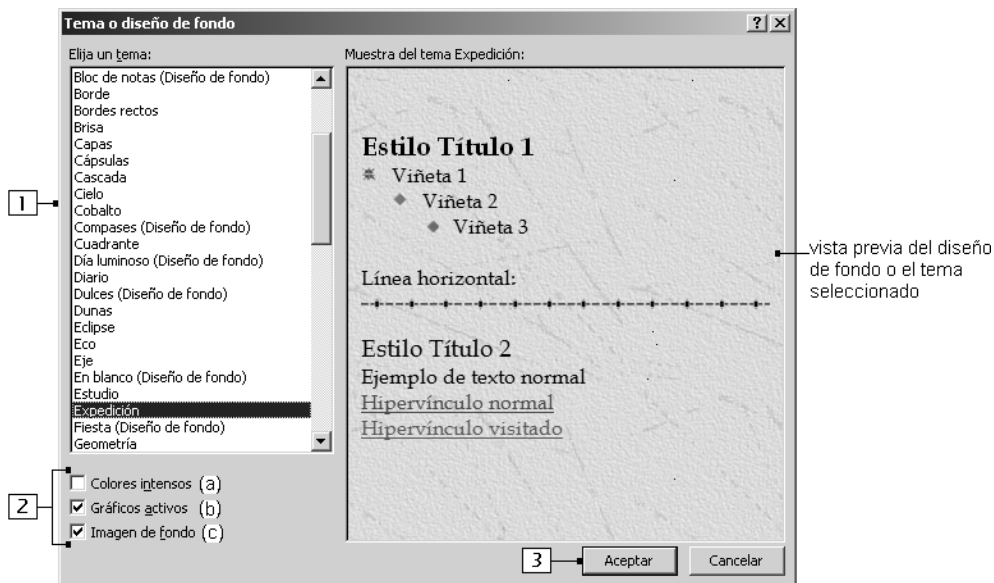 Tema o diseño de fondo
Elija un tema:
Muestra del tema Expedición:
Bloc de notas (Diseño de fondo)
Borde
Bordes rectos
Brisa
Capas
Cápsulas
Cascada
Cielo
Cobalto
Compases (Diseño de fondo)
Cuadrante
Día luminoso (Diseño de fondo)
Diario
Dulces (Diseño de fondo)
Dunas
Eclipse
Eco
Eje
En blanco (Diseño de fondo)
Estudio
Expedición
Fiesta (Diseño de fondo)
Geometría
1
Estilo Título 1
Viñeta 1
Viñeta 2
Viñeta 3
Línea horizontal:
Estilo Título 2
Ejemplo de texto normal
Hipervínculo normal
Hipervínculo visitado
vista previa del diseño
de fondo o el tema
seleccionado
2
Colores intensos (a)
Gráficos activos (b)
Imagen de fondo (c)
3
Aceptar
Cancelar